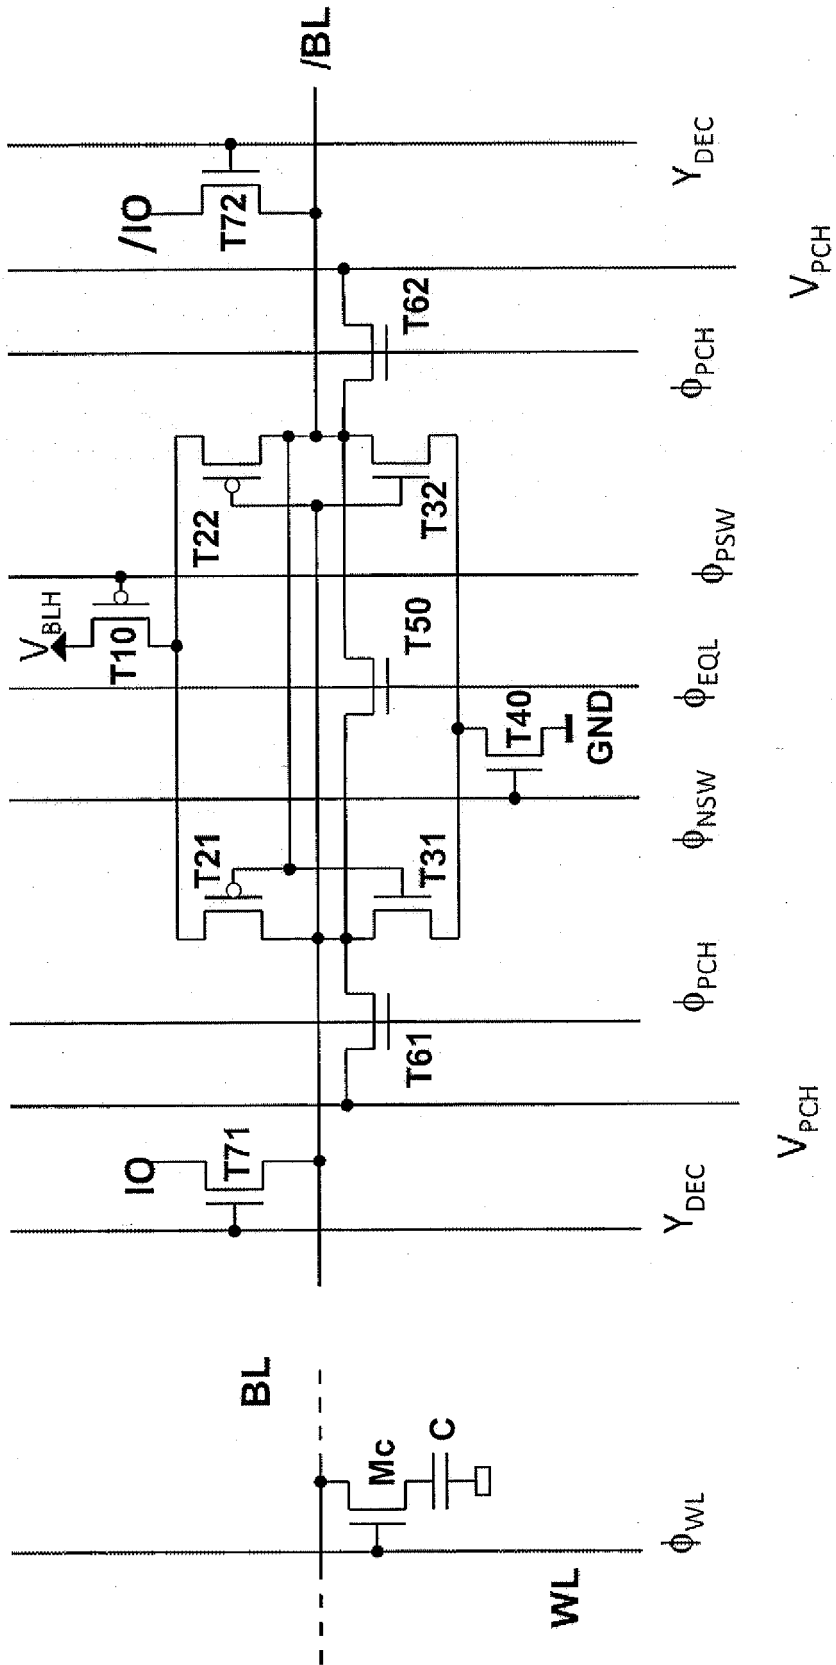 /BL
/IO
T72
Y_DEC
V_PCH
T62
φ_PCH
T22
T32
φ_PSW
V_BLH
T10
T50
φ_EQL
T40
GND
φ_NSW
T21
T31
φ_PCH
T61
V_PCH
IO
T71
Y_DEC
BL
Mc
C
φ_WL
WL